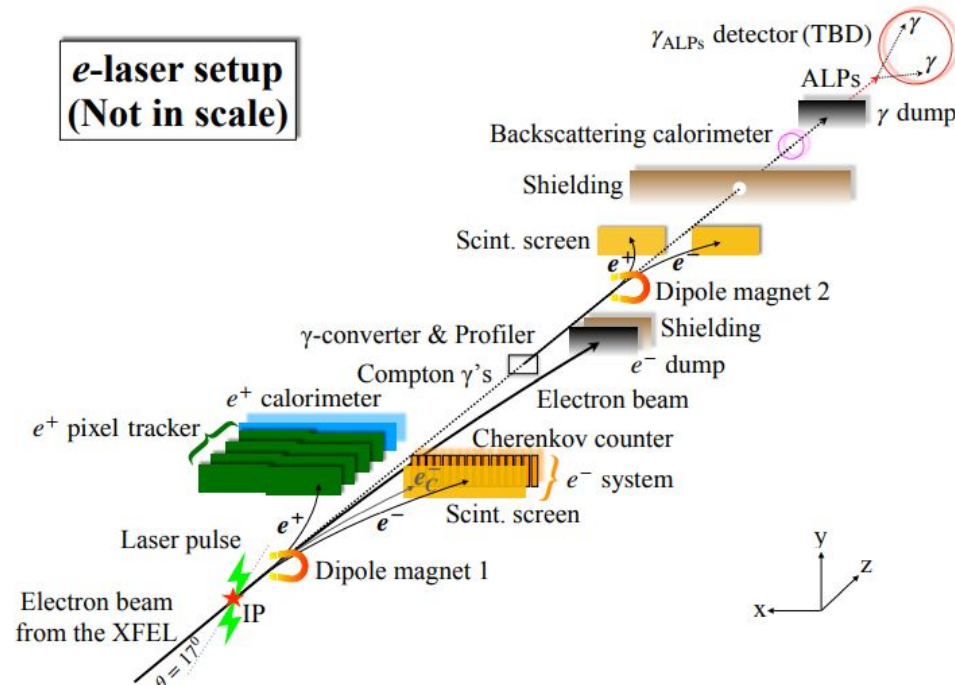 e-laser setup
(Not in scale)
γ
γALPs detector (TBD)
γ
ALPs
γ dump
Backscattering calorimeter
Shielding
Scint. screen
e+
e−
Dipole magnet 2
γ-converter & Profiler
Shielding
Compton γ's
e− dump
e+ calorimeter
Electron beam
e+ pixel tracker
Cherenkov counter
e−C
e− system
e+
e−
Scint. screen
Laser pulse
Dipole magnet 1
y
z
x
IP
Electron beam
from the XFEL
θ = 17⁰